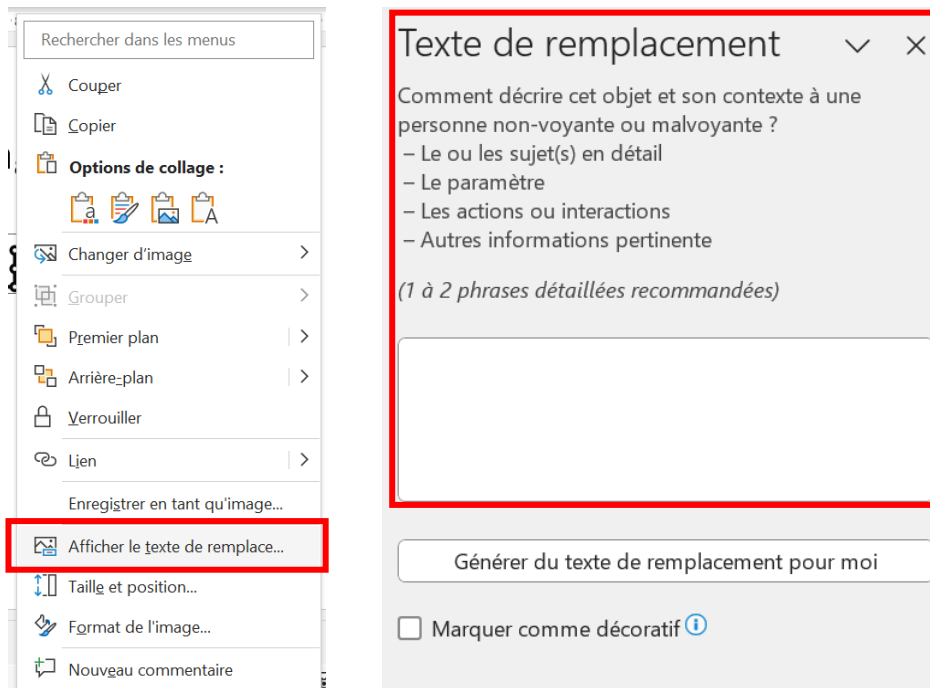 Rechercher dans les menus
Couper
Copier
Options de collage :
Changer d'image
Grouper
Premier plan
Arrière-plan
Verrouiller
Lien
Enregistrer en tant qu'image...
Afficher le texte de remplace...
Taille et position...
Format de l'image...
Nouveau commentaire
Texte de remplacement
Comment décrire cet objet et son contexte à une
personne non-voyante ou malvoyante ?
– Le ou les sujet(s) en détail
– Le paramètre
– Les actions ou interactions
– Autres informations pertinente
(1 à 2 phrases détaillées recommandées)
Générer du texte de remplacement pour moi
Marquer comme décoratif